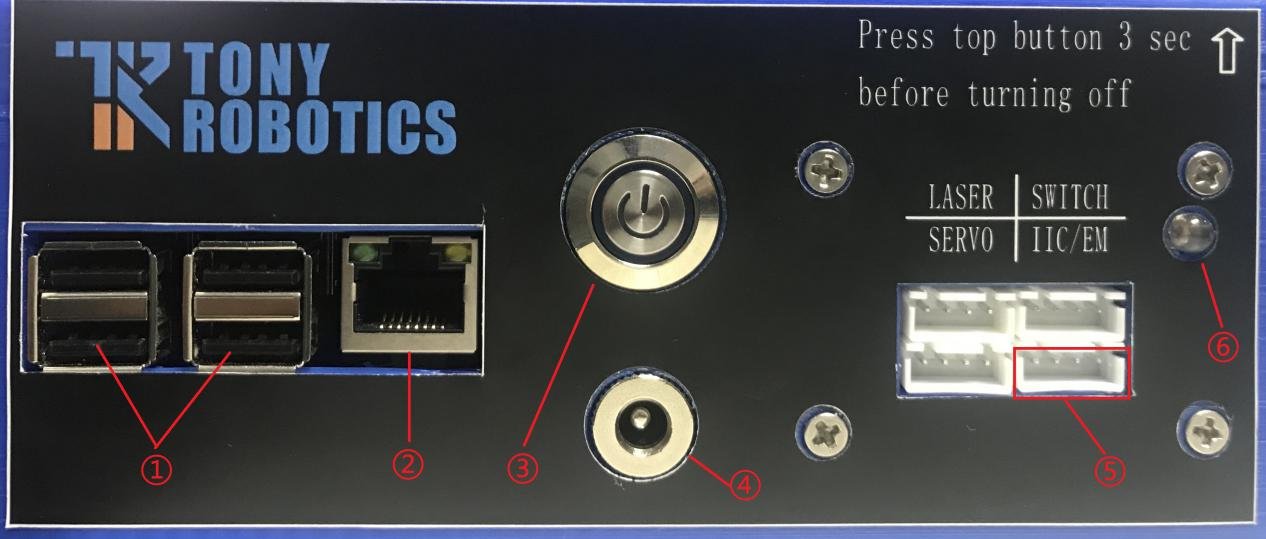 TONY
ROBOTICS
Press top button 3 sec
before turning off
LASER SWITCH
SERVO IIC/EM
①
②
③
④
⑤
⑥